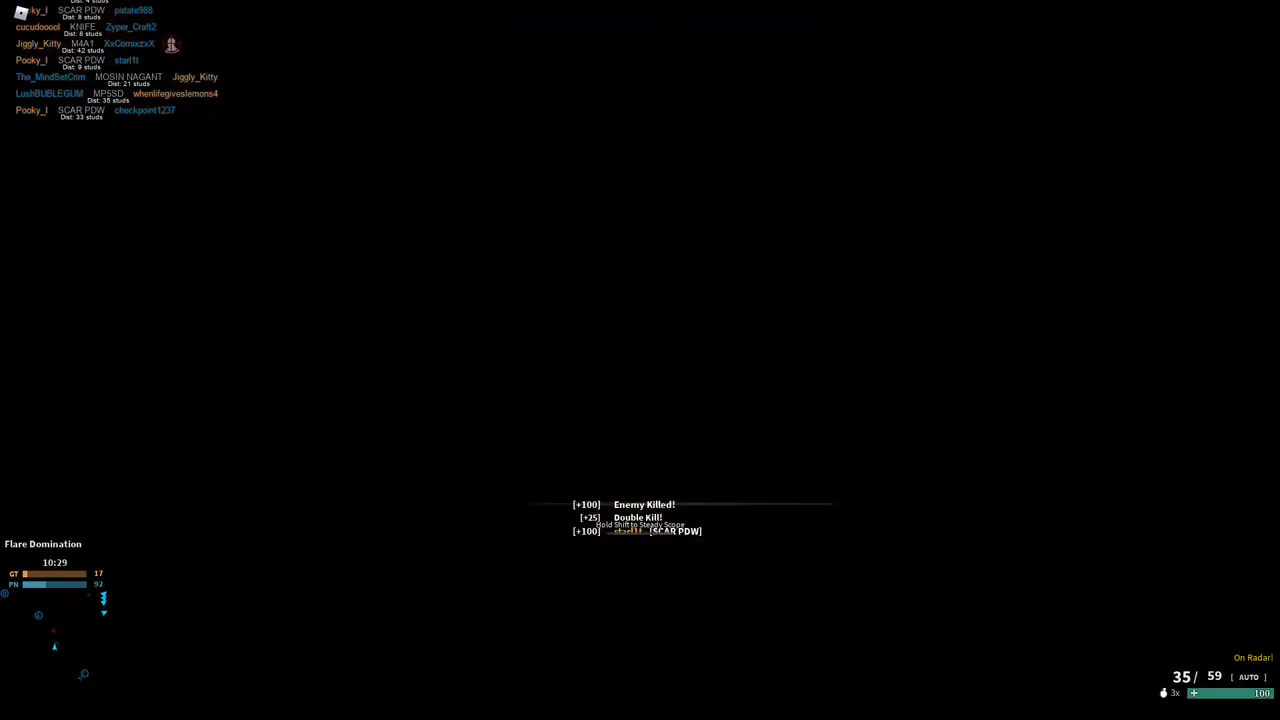 ky_I SCAR PDW patate988
Dist: 8 studs
cucudooool KNIFE Zyper_Craft2
Dist: 8 studs
Jiggly_Kitty M4A1 XxComixzxX
Dist: 42 studs
Pooky_I SCAR PDW starl1t
Dist: 9 studs
The_MindSetCrim MOSIN NAGANT Jiggly_Kitty
Dist: 21 studs
LushBUBLEGUM MP5SD whenlifegiveslemons4
Dist: 35 studs
Pooky_I SCAR PDW checkpoint1237
Dist: 33 studs
[+100] Enemy Killed!
[+25] Double Kill!
Hold Shift to Steady Scope
[+100] starl1t [SCAR PDW]
Flare Domination
10:29
GT 17
PN 92
On Radar!
35/ 59 [ AUTO ]
3x 100